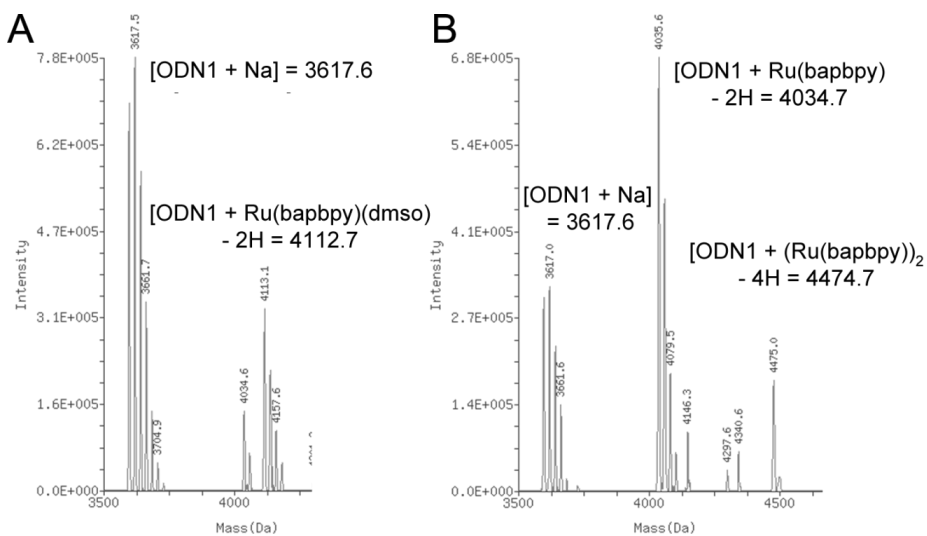 A
3617.5
7.8E+005
[ODN1 + Na] = 3617.6
6.2E+005
[ODN1 + Ru(bapbpy)(dmso)
- 2H = 4112.7
4.7E+005
3661.7
4113.1
3.1E+005
4034.6
4157.6
1.6E+005
3704.9
0.0E+000
3500
4000
Mass(Da)
Intensity
B
4035.6
6.8E+005
[ODN1 + Ru(bapbpy)
- 2H = 4034.7
5.4E+005
[ODN1 + Na]
= 3617.6
4.1E+005
[ODN1 + (Ru(bapbpy))2
- 4H = 4474.7
3617.0
2.7E+005
4079.5
4475.0
3661.6
1.4E+005
4146.3
4297.6
4340.6
0.0E+005
3500
4000
4500
Mass(Da)
Intensity